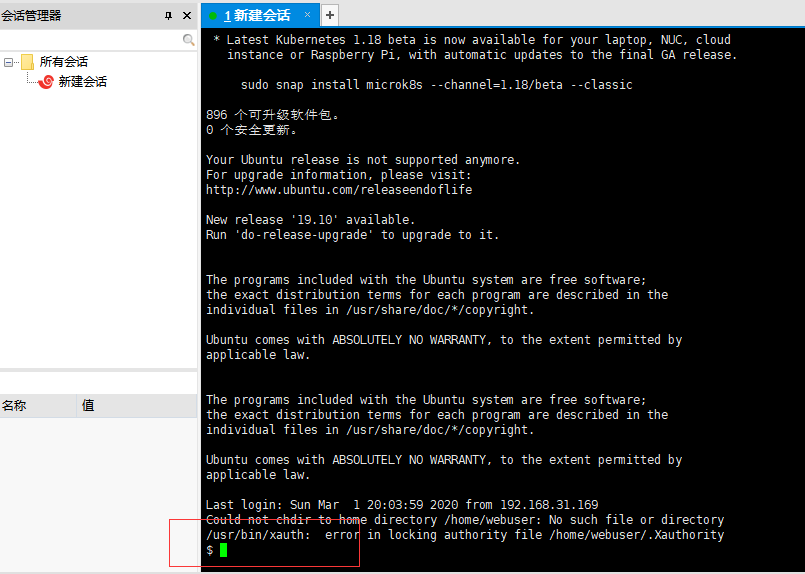 会话管理器
1 新建会话
所有会话
新建会话
名称
值
* Latest Kubernetes 1.18 beta is now available for your laptop, NUC, cloud
instance or Raspberry Pi, with automatic updates to the final GA release.
sudo snap install microk8s --channel=1.18/beta --classic
896 个可升级软件包。
0 个安全更新。
Your Ubuntu release is not supported anymore.
For upgrade information, please visit:
http://www.ubuntu.com/releaseendoflife
New release '19.10' available.
Run 'do-release-upgrade' to upgrade to it.
The programs included with the Ubuntu system are free software;
the exact distribution terms for each program are described in the
individual files in /usr/share/doc/*/copyright.
Ubuntu comes with ABSOLUTELY NO WARRANTY, to the extent permitted by
applicable law.
The programs included with the Ubuntu system are free software;
the exact distribution terms for each program are described in the
individual files in /usr/share/doc/*/copyright.
Ubuntu comes with ABSOLUTELY NO WARRANTY, to the extent permitted by
applicable law.
Last login: Sun Mar  1 20:03:59 2020 from 192.168.31.169
Could not chdir to home directory /home/webuser: No such file or directory
/usr/bin/xauth:  error in locking authority file /home/webuser/.Xauthority
$